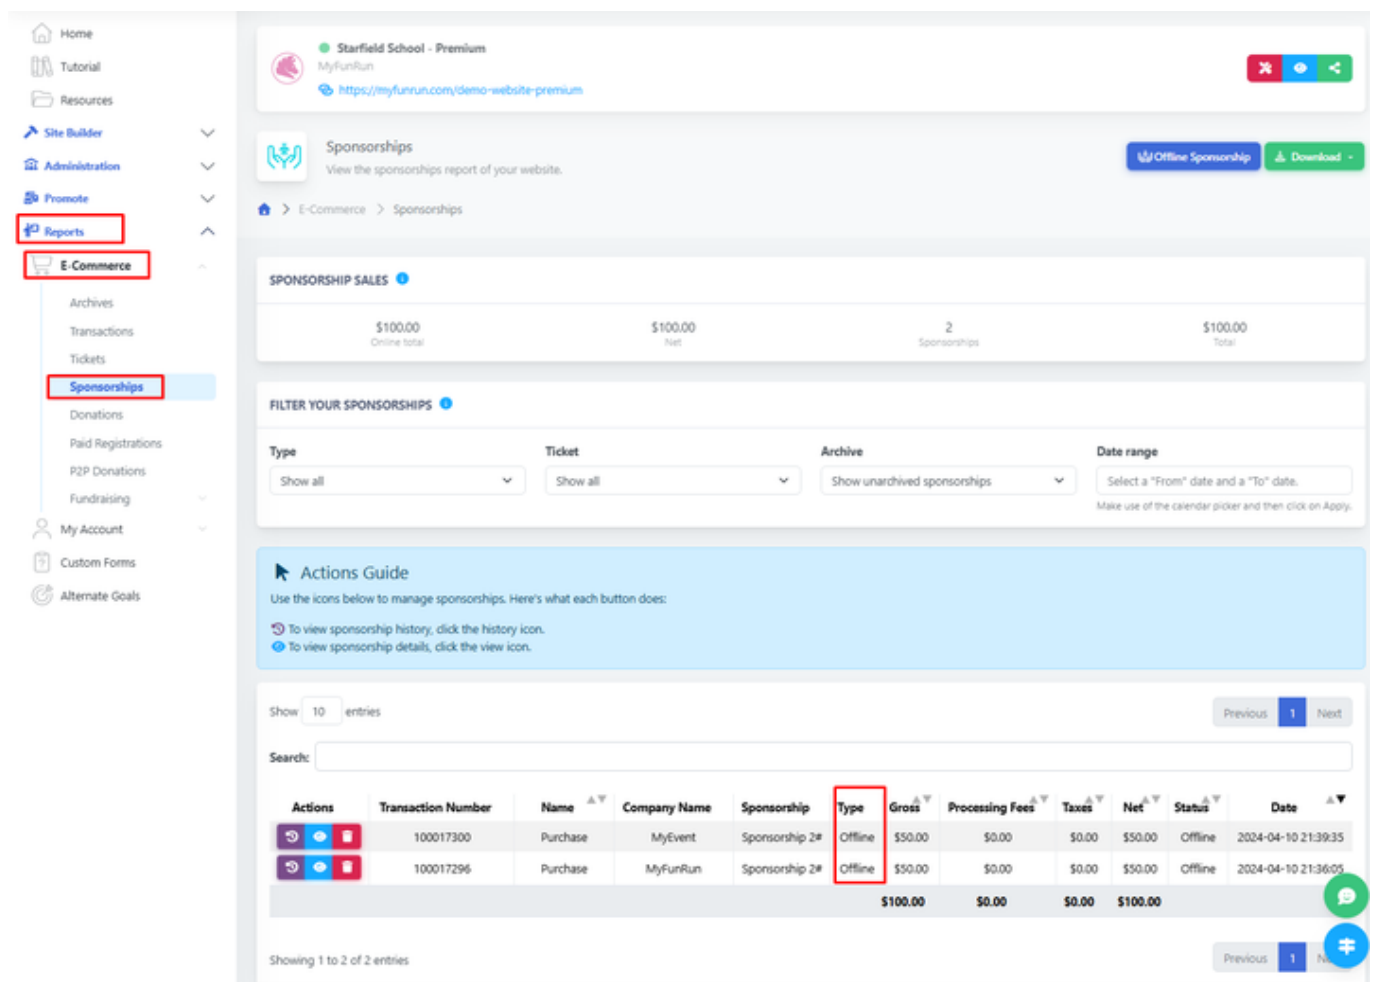 Home
Tutorial
Resources
Site Builder
Administration
Promote
Reports
E-Commerce
Archives
Transactions
Tickets
Sponsorships
Donations
Paid Registrations
P2P Donations
Fundraising
My Account
Custom Forms
Alternate Goals
Starfield School - Premium
MyFunRun
https://myfunrun.com/demo-website-premium
Sponsorships
View the sponsorships report of your website.
Offline Sponsorship Download
E-Commerce > Sponsorships
SPONSORSHIP SALES
$100.00 $100.00 2 $100.00
Online total Net Sponsorships Total
FILTER YOUR SPONSORSHIPS
Type Ticket Archive Date range
Show all Show all Show unarchived sponsorships Select a "From" date and a "To" date.
Make use of the calendar picker and then click on Apply.
Actions Guide
Use the icons below to manage sponsorships. Here's what each button does:
To view sponsorship history, click the history icon.
To view sponsorship details, click the view icon.
Show 10 entries Previous 1 Next
Search:
Actions Transaction Number Name Company Name Sponsorship Type Gross Processing Fees Taxes Net Status Date
100017300 Purchase MyEvent Sponsorship 2# Offline $50.00 $0.00 $0.00 $50.00 Offline 2024-04-10 21:39:35
100017296 Purchase MyFunRun Sponsorship 2# Offline $50.00 $0.00 $0.00 $50.00 Offline 2024-04-10 21:36:05
$100.00 $0.00 $0.00 $100.00
Showing 1 to 2 of 2 entries Previous 1